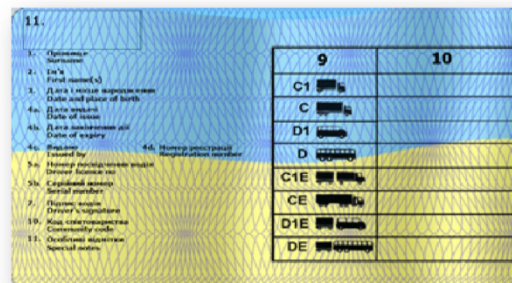 11.
1. Прізвище
Surname
2. Ім'я
First name(s)
3. Дата і місце народження
Date and place of birth
4a. Дата видачі
Date of issue
4b. Дата закінчення дії
Date of expiry
4c. Видано
Issued by
4d. Номер реєстрації
Registration number
5a. Номер посвідчення водія
Driver licence no
5b. Серійний номер
Serial number
7. Підпис водія
Driver's signature
10. Код співтовариства
Community code
11. Особливі відмітки
Special notes
9 10
C1
C
D1
D
C1E
CE
D1E
DE